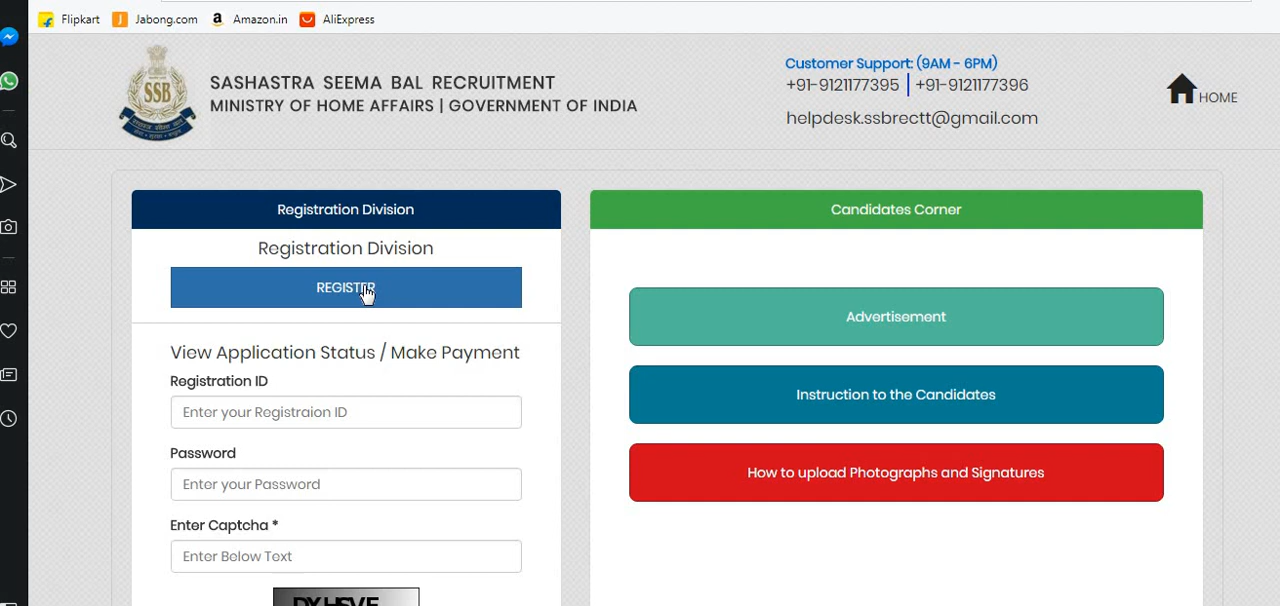 Flipkart
Jabong.com
Amazon.in
AliExpress
SSB
SASHASTRA SEEMA BAL RECRUITMENT
MINISTRY OF HOME AFFAIRS | GOVERNMENT OF INDIA
Customer Support: (9AM - 6PM)
+91-9121177395 | +91-9121177396
helpdesk.ssbrectt@gmail.com
HOME
Registration Division
Registration Division
REGISTER
View Application Status / Make Payment
Registration ID
Enter your Registraion ID
Password
Enter your Password
Enter Captcha *
Enter Below Text
Candidates Corner
Advertisement
Instruction to the Candidates
How to upload Photographs and Signatures